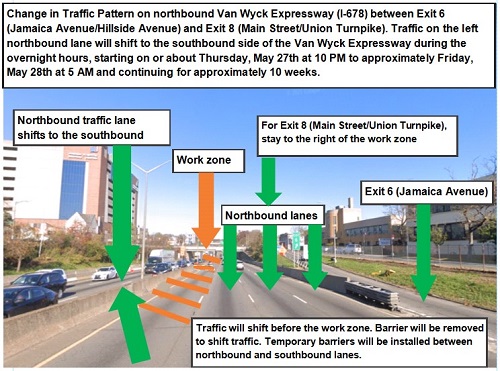 Change in Traffic Pattern on northbound Van Wyck Expressway (I-678) between Exit 6
(Jamaica Avenue/Hillside Avenue) and Exit 8 (Main Street/Union Turnpike). Traffic on the left
northbound lane will shift to the southbound side of the Van Wyck Expressway during the
overnight hours, starting on or about Thursday, May 27th at 10 PM to approximately Friday,
May 28th at 5 AM and continuing for approximately 10 weeks.
Northbound traffic lane
shifts to the southbound
For Exit 8 (Main Street/Union Turnpike),
stay to the right of the work zone
Work zone
Exit 6 (Jamaica Avenue)
Northbound lanes
Traffic will shift before the work zone. Barrier will be removed
to shift traffic. Temporary barriers will be installed between
northbound and southbound lanes.